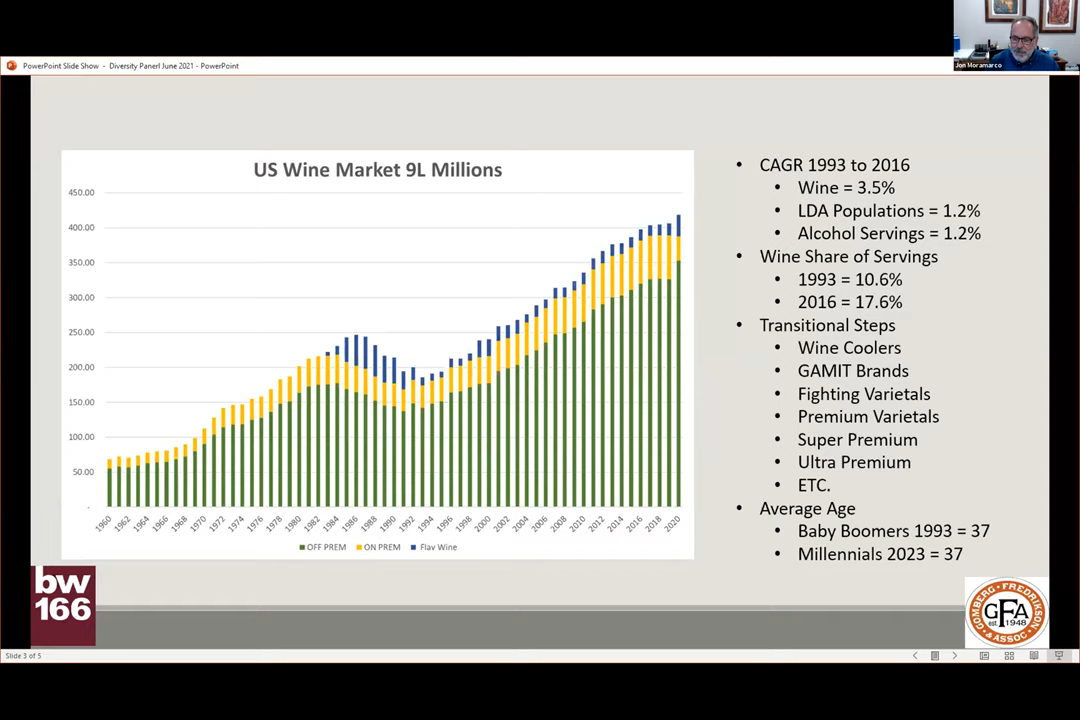 Jon Moramarco
PowerPoint Slide Show - Diversity Panerl June 2021 - PowerPoint
US Wine Market 9L Millions
450.00
400.00
350.00
300.00
250.00
200.00
150.00
100.00
50.00
-
1960 1962 1964 1966 1968 1970 1972 1974 1976 1978 1980 1982 1984 1986 1988 1990 1992 1994 1996 1998 2000 2002 2004 2006 2008 2010 2012 2014 2016 2018 2020
OFF PREM ON PREM Flav Wine
• CAGR 1993 to 2016
• Wine = 3.5%
• LDA Populations = 1.2%
• Alcohol Servings = 1.2%
• Wine Share of Servings
• 1993 = 10.6%
• 2016 = 17.6%
• Transitional Steps
• Wine Coolers
• GAMIT Brands
• Fighting Varietals
• Premium Varietals
• Super Premium
• Ultra Premium
• ETC.
• Average Age
• Baby Boomers 1993 = 37
• Millennials 2023 = 37
bw
166
GOMBERG • FREDRIKSON
GFA
est. 1948
& ASSOC
Slide 3 of 5